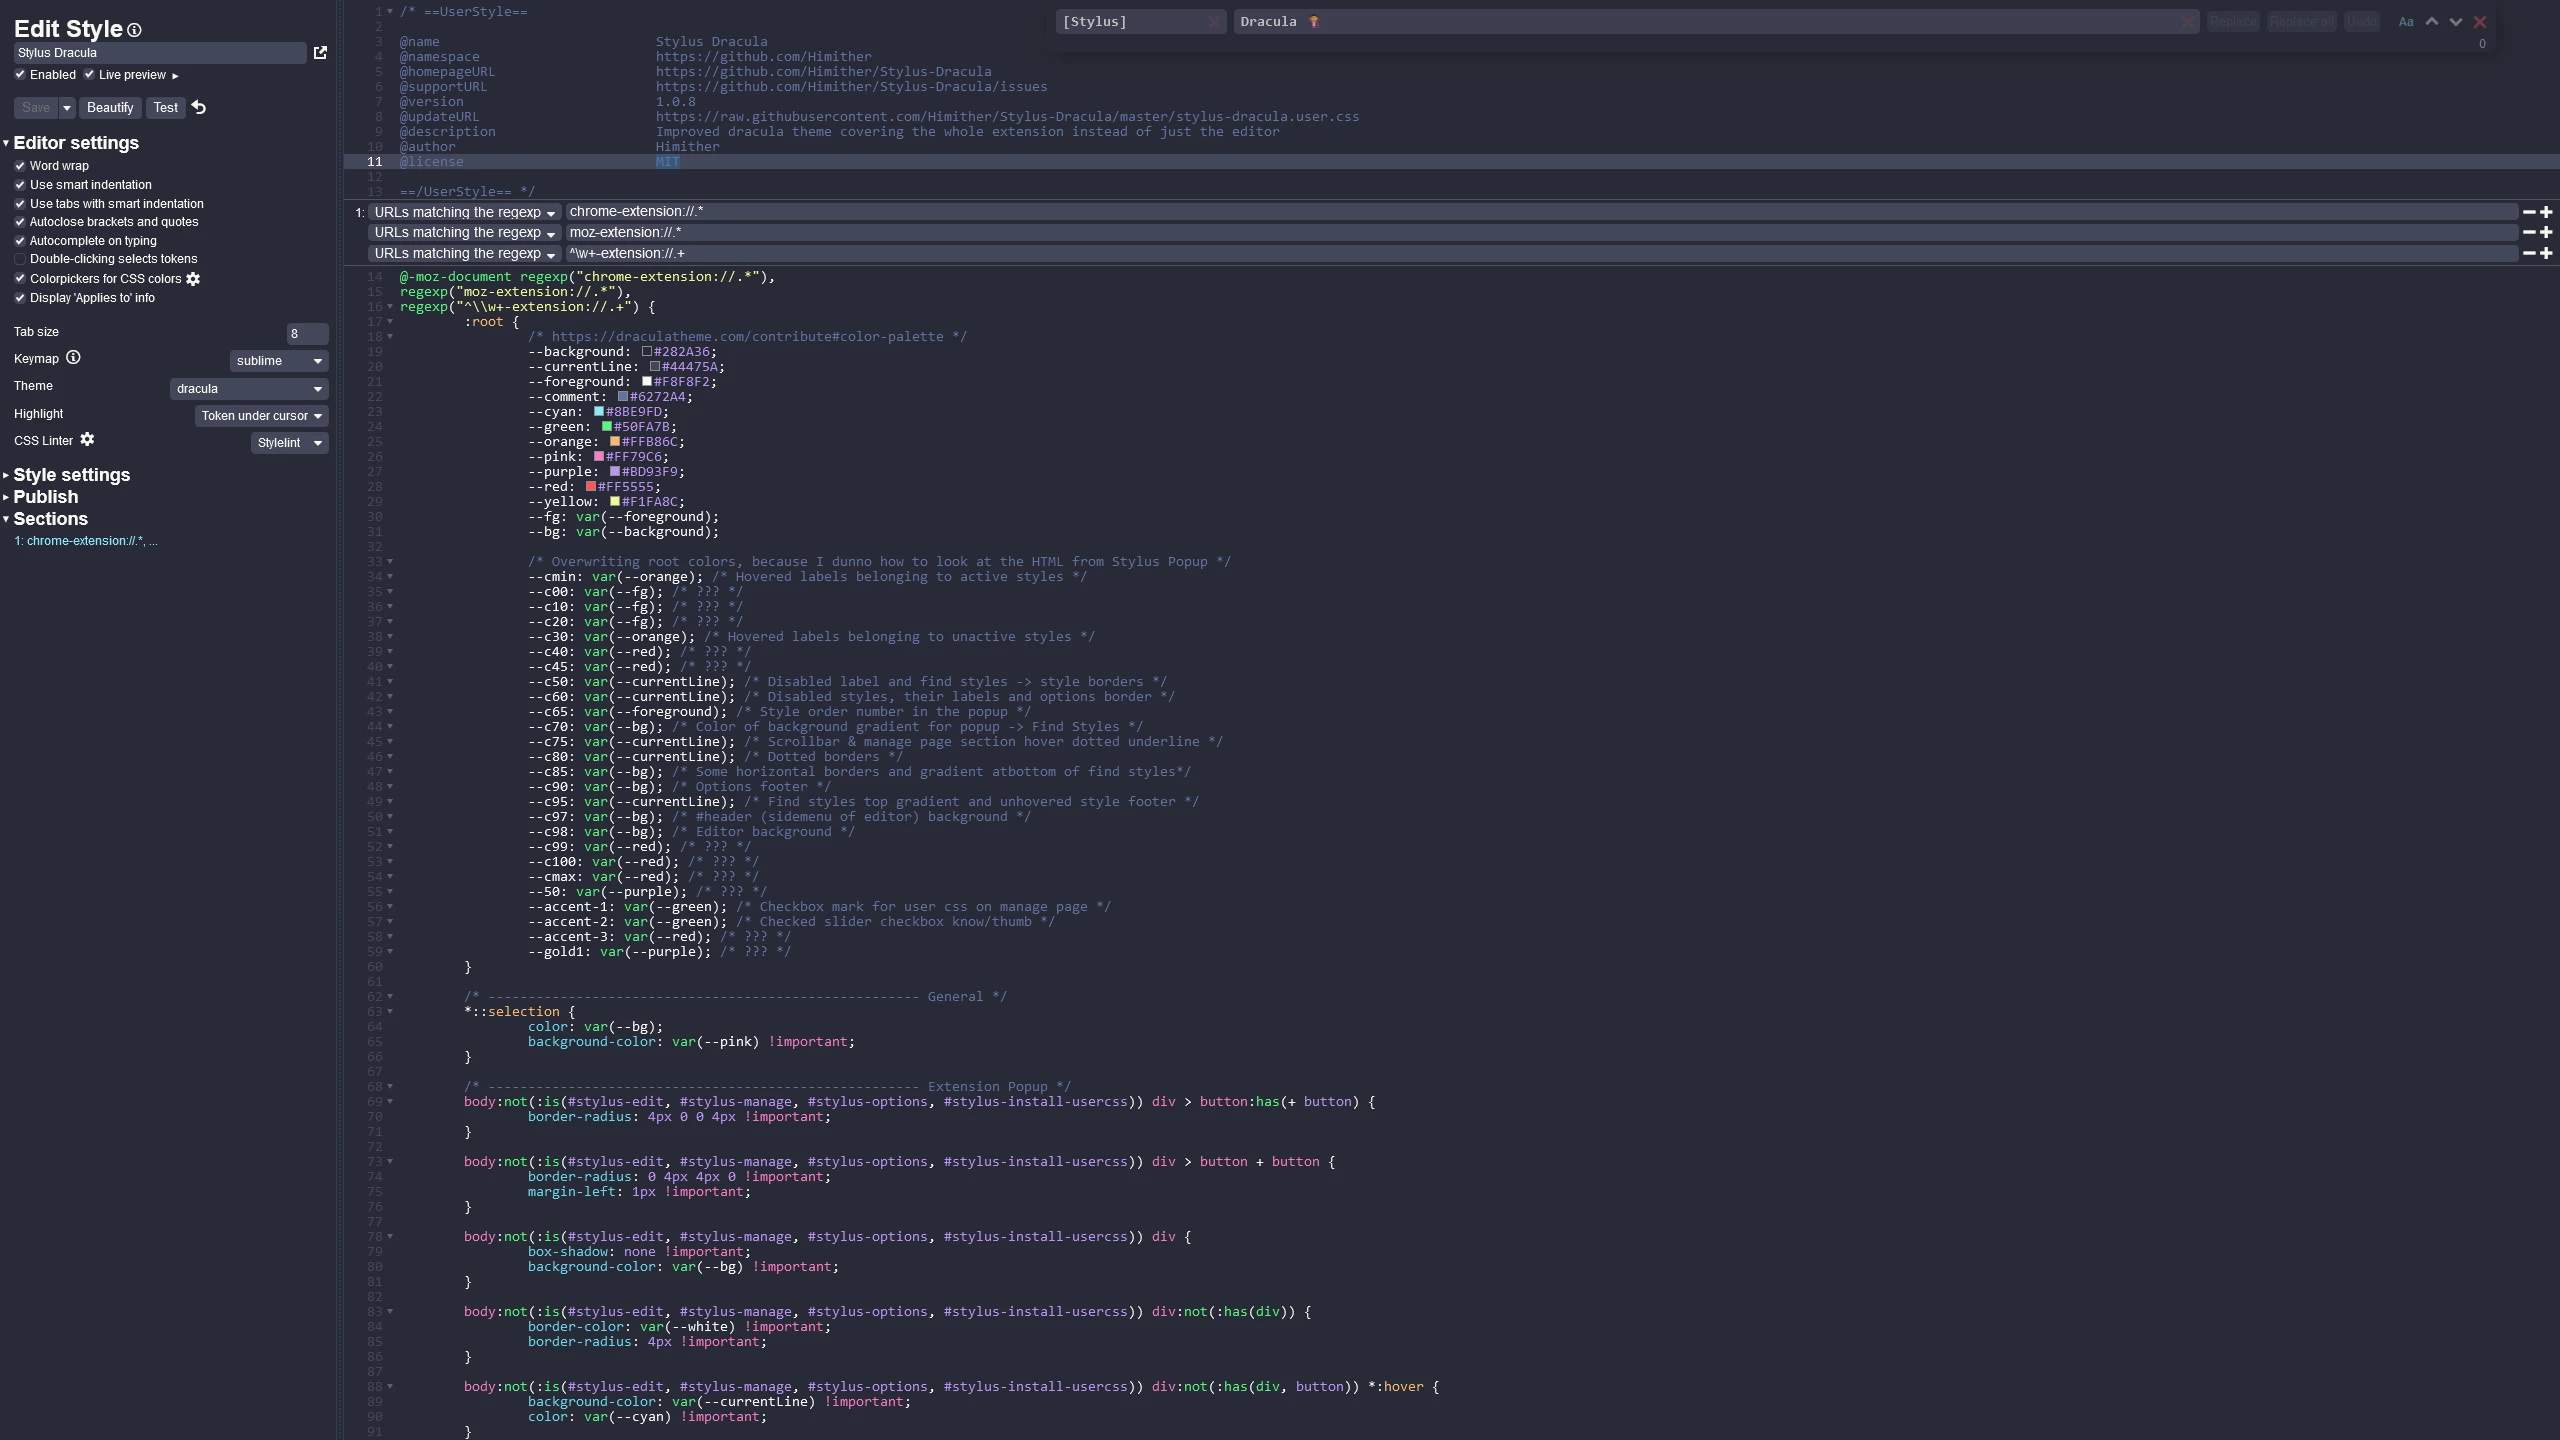 Edit Style
Stylus Dracula
Enabled Live preview
Save Beautify Test
Editor settings
Word wrap
Use smart indentation
Use tabs with smart indentation
Autoclose brackets and quotes
Autocomplete on typing
Double-clicking selects tokens
Colorpickers for CSS colors
Display 'Applies to' info
Tab size 8
Keymap sublime
Theme dracula
Highlight Token under cursor
CSS Linter Stylelint
Style settings
Publish
Sections
1: chrome-extension://.*, ...
[Stylus] Dracula 🧛 Replace Replace all Undo Aa
0
1 /* ==UserStyle==
2
3 @name Stylus Dracula
4 @namespace https://github.com/Himither
5 @homepageURL https://github.com/Himither/Stylus-Dracula
6 @supportURL https://github.com/Himither/Stylus-Dracula/issues
7 @version 1.0.8
8 @updateURL https://raw.githubusercontent.com/Himither/Stylus-Dracula/master/stylus-dracula.user.css
9 @description Improved dracula theme covering the whole extension instead of just the editor
10 @author Himither
11 @license MIT
12
13 ==/UserStyle== */
1: URLs matching the regexp chrome-extension://.*
URLs matching the regexp moz-extension://.*
URLs matching the regexp ^\w+-extension://.+
14 @-moz-document regexp("chrome-extension://.*"),
15 regexp("moz-extension://.*"),
16 regexp("^\\w+-extension://.+") {
17 :root {
18 /* https://draculatheme.com/contribute#color-palette */
19 --background: #282A36;
20 --currentLine: #44475A;
21 --foreground: #F8F8F2;
22 --comment: #6272A4;
23 --cyan: #8BE9FD;
24 --green: #50FA7B;
25 --orange: #FFB86C;
26 --pink: #FF79C6;
27 --purple: #BD93F9;
28 --red: #FF5555;
29 --yellow: #F1FA8C;
30 --fg: var(--foreground);
31 --bg: var(--background);
32
33 /* Overwriting root colors, because I dunno how to look at the HTML from Stylus Popup */
34 --cmin: var(--orange); /* Hovered labels belonging to active styles */
35 --c00: var(--fg); /* ??? */
36 --c10: var(--fg); /* ??? */
37 --c20: var(--fg); /* ??? */
38 --c30: var(--orange); /* Hovered labels belonging to unactive styles */
39 --c40: var(--red); /* ??? */
40 --c45: var(--red); /* ??? */
41 --c50: var(--currentLine); /* Disabled label and find styles -> style borders */
42 --c60: var(--currentLine); /* Disabled styles, their labels and options border */
43 --c65: var(--foreground); /* Style order number in the popup */
44 --c70: var(--bg); /* Color of background gradient for popup -> Find Styles */
45 --c75: var(--currentLine); /* Scrollbar & manage page section hover dotted underline */
46 --c80: var(--currentLine); /* Dotted borders */
47 --c85: var(--bg); /* Some horizontal borders and gradient atbottom of find styles*/
48 --c90: var(--bg); /* Options footer */
49 --c95: var(--currentLine); /* Find styles top gradient and unhovered style footer */
50 --c97: var(--bg); /* #header (sidemenu of editor) background */
51 --c98: var(--bg); /* Editor background */
52 --c99: var(--red); /* ??? */
53 --c100: var(--red); /* ??? */
54 --cmax: var(--red); /* ??? */
55 --50: var(--purple); /* ??? */
56 --accent-1: var(--green); /* Checkbox mark for user css on manage page */
57 --accent-2: var(--green); /* Checked slider checkbox know/thumb */
58 --accent-3: var(--red); /* ??? */
59 --gold1: var(--purple); /* ??? */
60 }
61
62 /* ------------------------------------------------------ General */
63 *::selection {
64 color: var(--bg);
65 background-color: var(--pink) !important;
66 }
67
68 /* ------------------------------------------------------ Extension Popup */
69 body:not(:is(#stylus-edit, #stylus-manage, #stylus-options, #stylus-install-usercss)) div > button:has(+ button) {
70 border-radius: 4px 0 0 4px !important;
71 }
72
73 body:not(:is(#stylus-edit, #stylus-manage, #stylus-options, #stylus-install-usercss)) div > button + button {
74 border-radius: 0 4px 4px 0 !important;
75 margin-left: 1px !important;
76 }
77
78 body:not(:is(#stylus-edit, #stylus-manage, #stylus-options, #stylus-install-usercss)) div {
79 box-shadow: none !important;
80 background-color: var(--bg) !important;
81 }
82
83 body:not(:is(#stylus-edit, #stylus-manage, #stylus-options, #stylus-install-usercss)) div:not(:has(div)) {
84 border-color: var(--white) !important;
85 border-radius: 4px !important;
86 }
87
88 body:not(:is(#stylus-edit, #stylus-manage, #stylus-options, #stylus-install-usercss)) div:not(:has(div, button)) *:hover {
89 background-color: var(--currentLine) !important;
90 color: var(--cyan) !important;
91 }